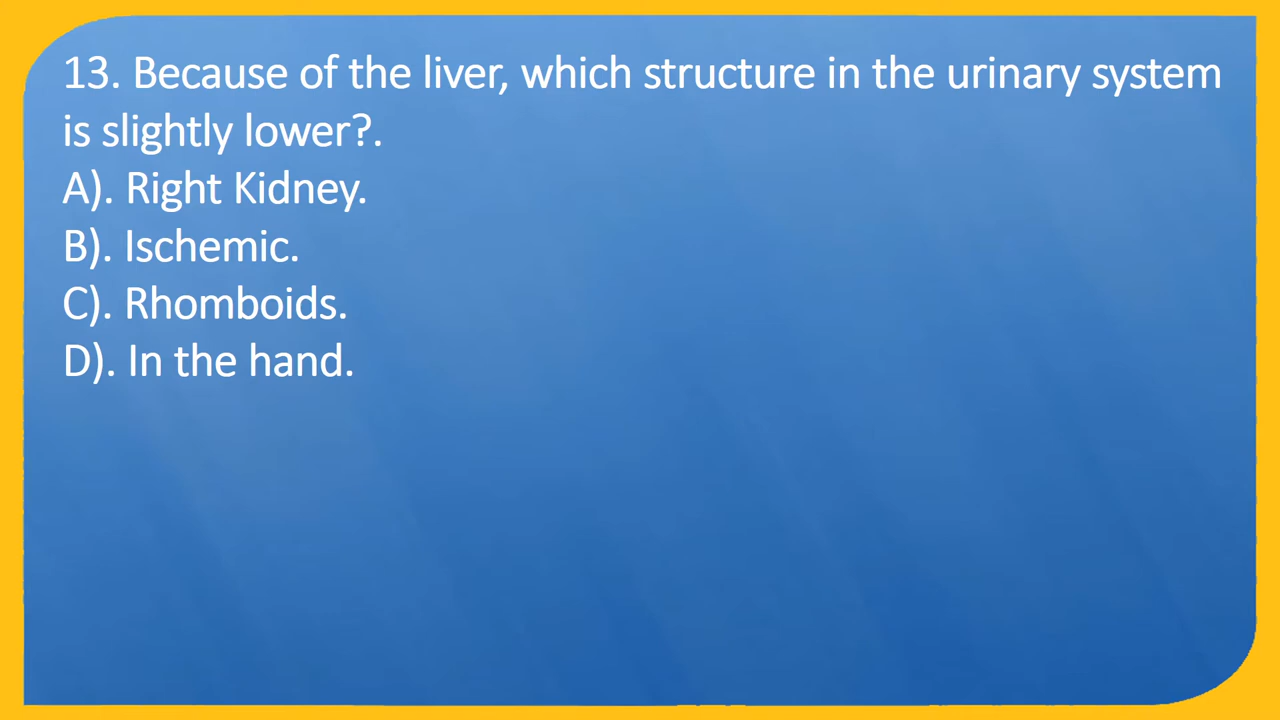 13. Because of the liver, which structure in the urinary system
is slightly lower?.
A). Right Kidney.
B). Ischemic.
C). Rhomboids.
D). In the hand.